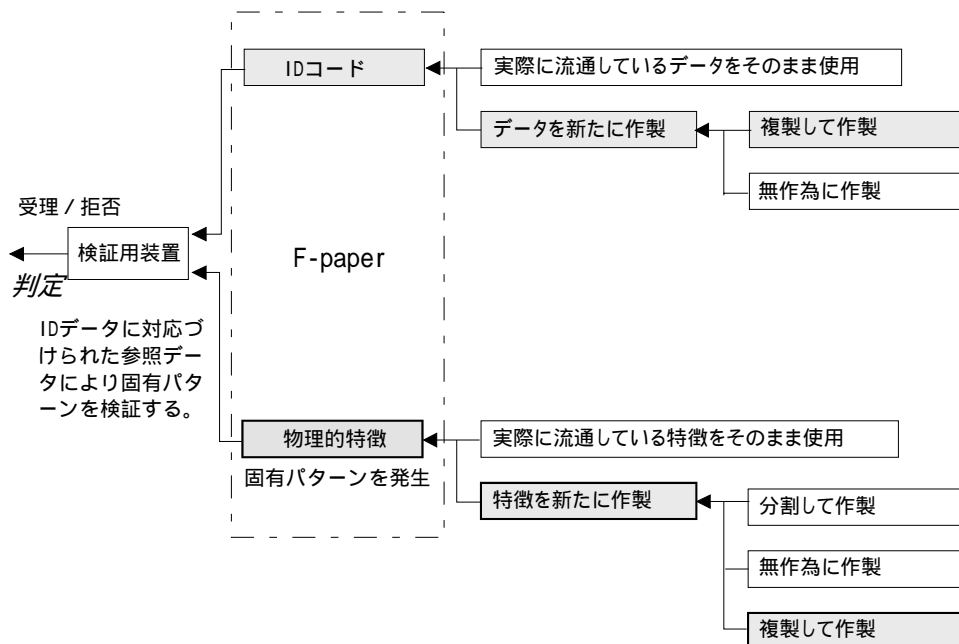 IDコード
実際に流通しているデータをそのまま使用
データを新たに作製
複製して作製
無作為に作製
受理 / 拒否
検証用装置
判定
F-paper
IDデータに対応づ
けられた参照デー
タにより固有パタ
ーンを検証する。
物理的特徴
固有パターンを発生
実際に流通している特徴をそのまま使用
特徴を新たに作製
分割して作製
無作為に作製
複製して作製